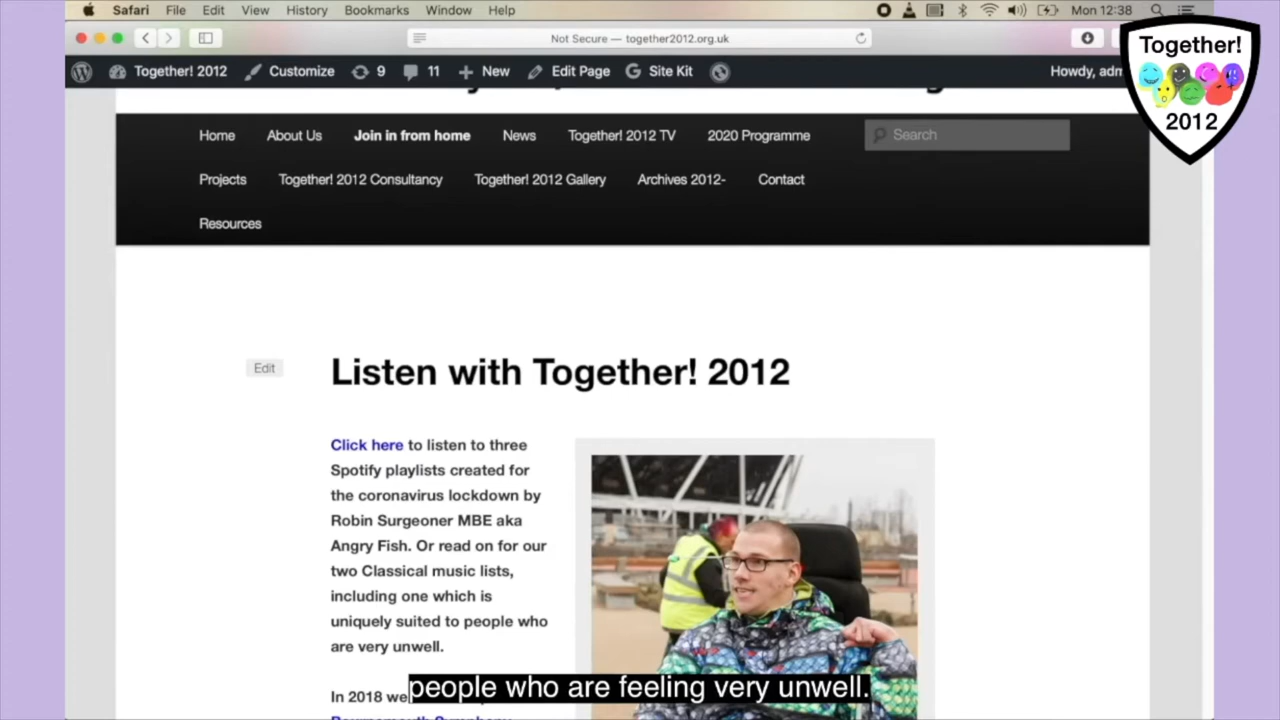 Safari File Edit View History Bookmarks Window Help Mon 12:38
Not Secure — together2012.org.uk
Together! 2012 Customize 9 11 New Edit Page Site Kit Howdy, adm
Together!
2012
Home About Us Join in from home News Together! 2012 TV 2020 Programme Search
Projects Together! 2012 Consultancy Together! 2012 Gallery Archives 2012- Contact
Resources
Edit
Listen with Together! 2012
Click here to listen to three
Spotify playlists created for
the coronavirus lockdown by
Robin Surgeoner MBE aka
Angry Fish. Or read on for our
two Classical music lists,
including one which is
uniquely suited to people who
are very unwell.
In 2018 we
people who are feeling very unwell.
Bournemouth Symphony